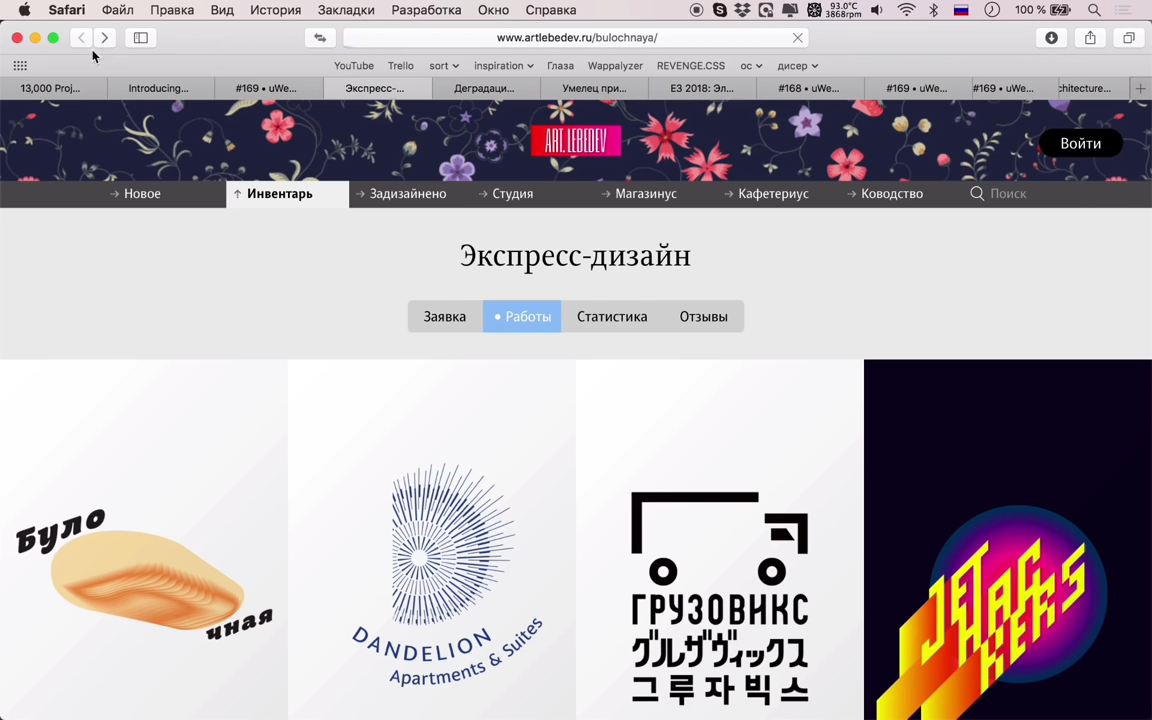 Safari Файл Правка Вид История Закладки Разработка Окно Справка 93.0°C 3868rpm 100 %
www.artlebedev.ru/bulochnaya/
YouTube Trello sort inspiration Глаза Wappalyzer REVENGE.CSS ос дисер
13,000 Proj... Introducing... #169 • uWe... Экспресс-... Деградаци... Умелец при... E3 2018: Эл... #168 • uWe... #169 • uWe... #169 • uWe... chitecture...
ART. LEBEDEV
Войти
→ Новое ↑ Инвентарь → Задизайнено → Студия → Магазинус → Кафетериус → Ководство Поиск
Экспресс-дизайн
Заявка • Работы Статистика Отзывы
Було
чная
DANDELION
Apartments & Suites
ГРУЗОВИКС
グルザヴィックス
그루자빅스
JETACKERS